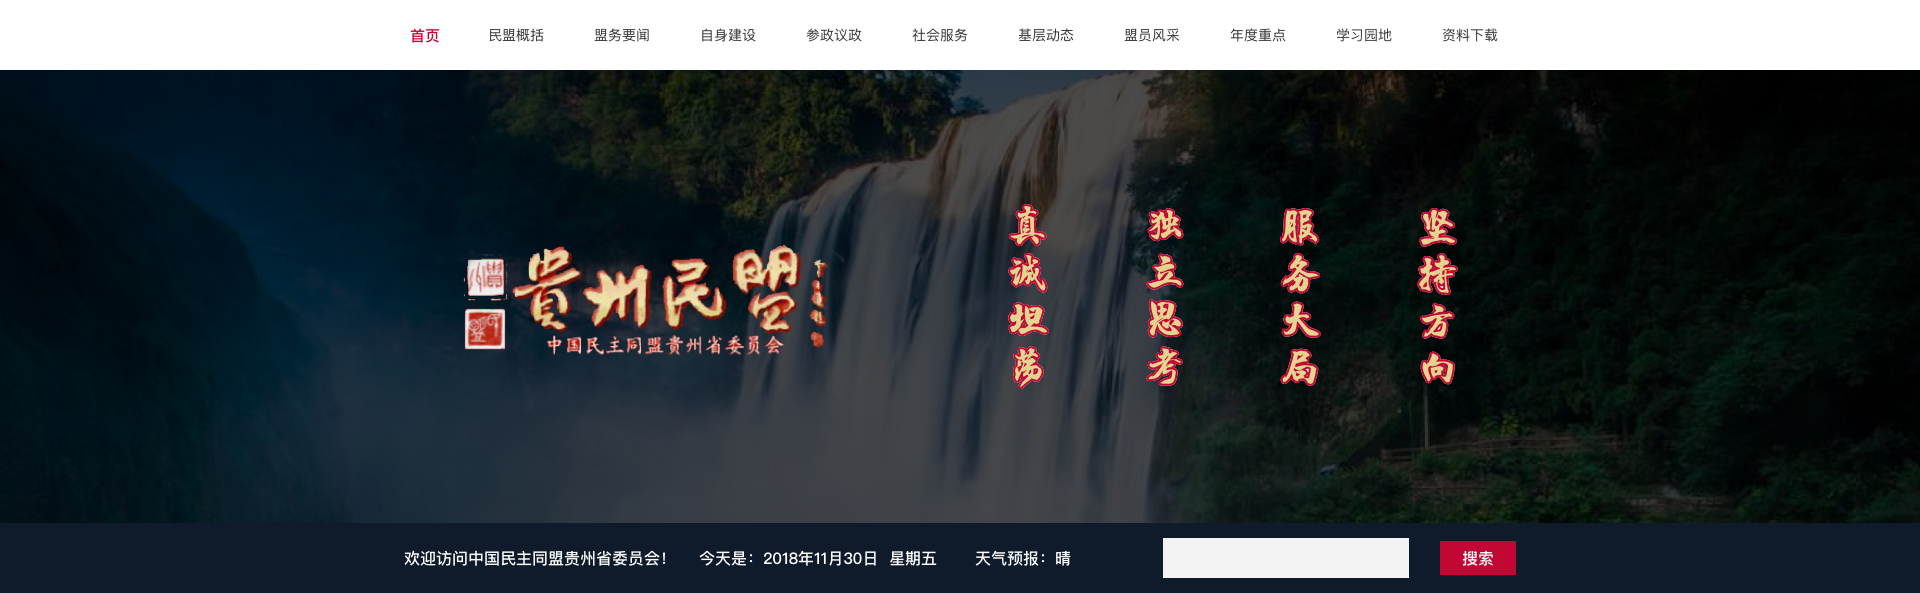 首页 民盟概括 盟务要闻 自身建设 参政议政 社会服务 基层动态 盟员风采 年度重点 学习园地 资料下载
貴州民盟
中国民主同盟貴州省委员会
真诚坦荡
独立思考
服务大局
坚持方向
欢迎访问中国民主同盟贵州省委员会！ 今天是：2018年11月30日 星期五 天气预报：晴 搜索